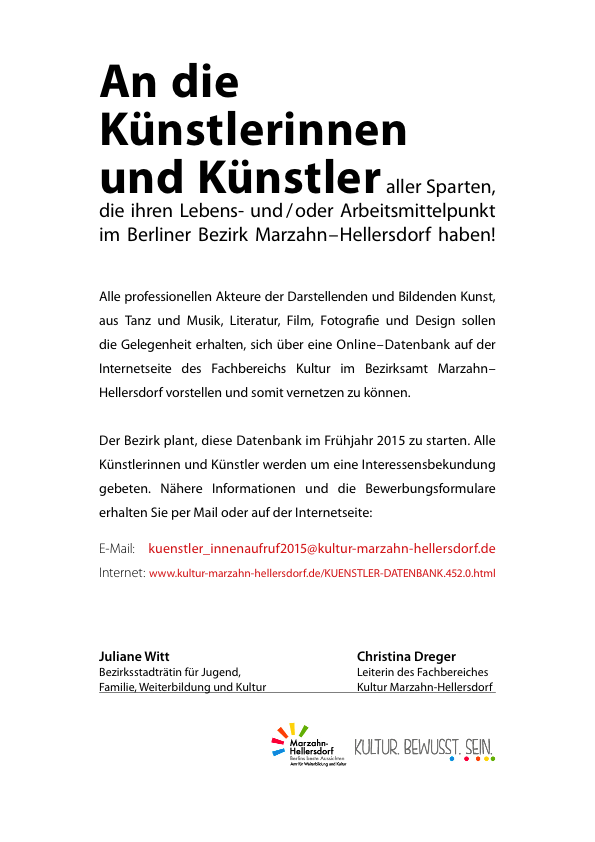 An die
Künstlerinnen
und Künstler aller Sparten,
die ihren Lebens- und/oder Arbeitsmittelpunkt
im Berliner Bezirk Marzahn–Hellersdorf haben!
Alle professionellen Akteure der Darstellenden und Bildenden Kunst,
aus Tanz und Musik, Literatur, Film, Fotografie und Design sollen
die Gelegenheit erhalten, sich über eine Online–Datenbank auf der
Internetseite des Fachbereichs Kultur im Bezirksamt Marzahn–
Hellersdorf vorstellen und somit vernetzen zu können.
Der Bezirk plant, diese Datenbank im Frühjahr 2015 zu starten. Alle
Künstlerinnen und Künstler werden um eine Interessensbekundung
gebeten. Nähere Informationen und die Bewerbungsformulare
erhalten Sie per Mail oder auf der Internetseite:
E-Mail: kuenstler_innenaufruf2015@kultur-marzahn-hellersdorf.de
Internet: www.kultur-marzahn-hellersdorf.de/KUENSTLER-DATENBANK.452.0.html
Juliane Witt
Bezirksstadträtin für Jugend,
Familie, Weiterbildung und Kultur
Christina Dreger
Leiterin des Fachbereiches
Kultur Marzahn-Hellersdorf
Marzahn-
Hellersdorf
Berlins beste Aussichten
Amt für Weiterbildung und Kultur
KULTUR. BEWUSST. SEIN.